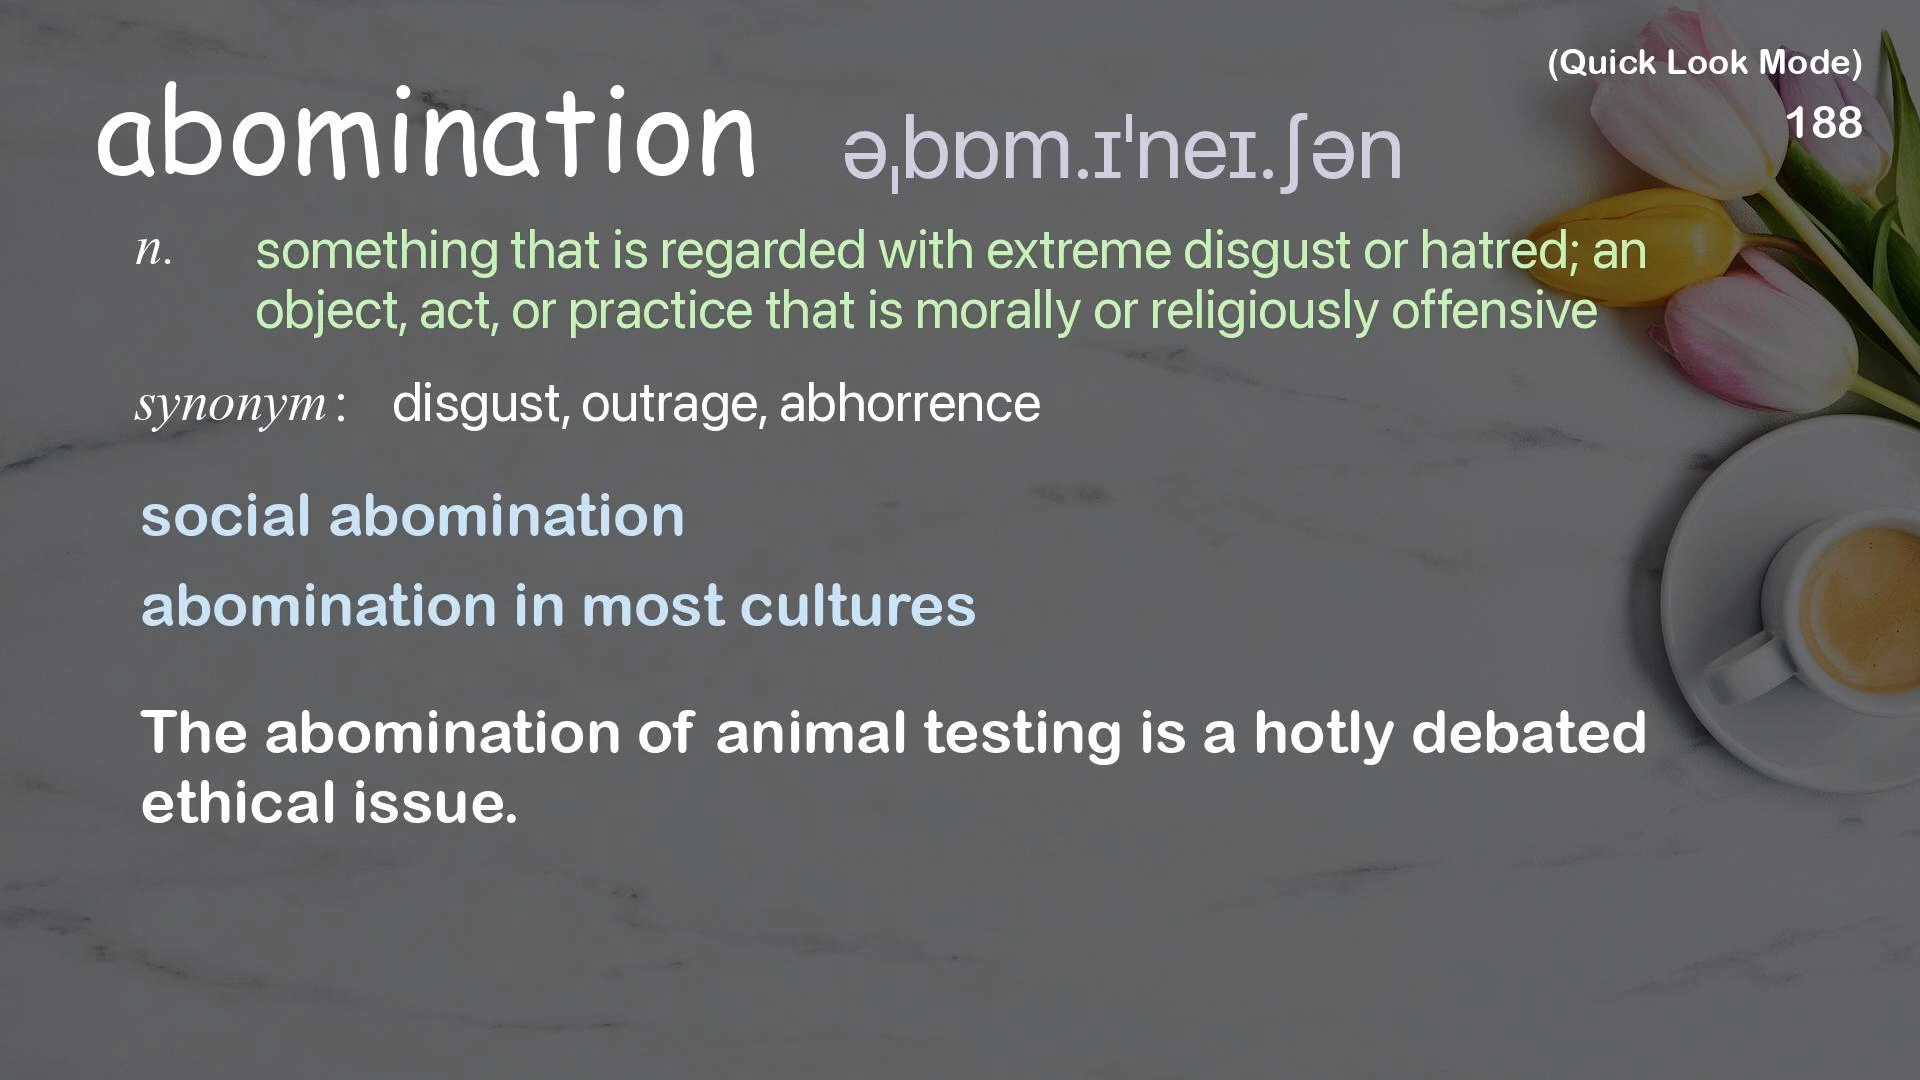 (Quick Look Mode)
188
abomination əˌbɒm.ɪˈneɪ.ʃən
n. something that is regarded with extreme disgust or hatred; an
object, act, or practice that is morally or religiously offensive
synonym: disgust, outrage, abhorrence
social abomination
abomination in most cultures
The abomination of animal testing is a hotly debated
ethical issue.